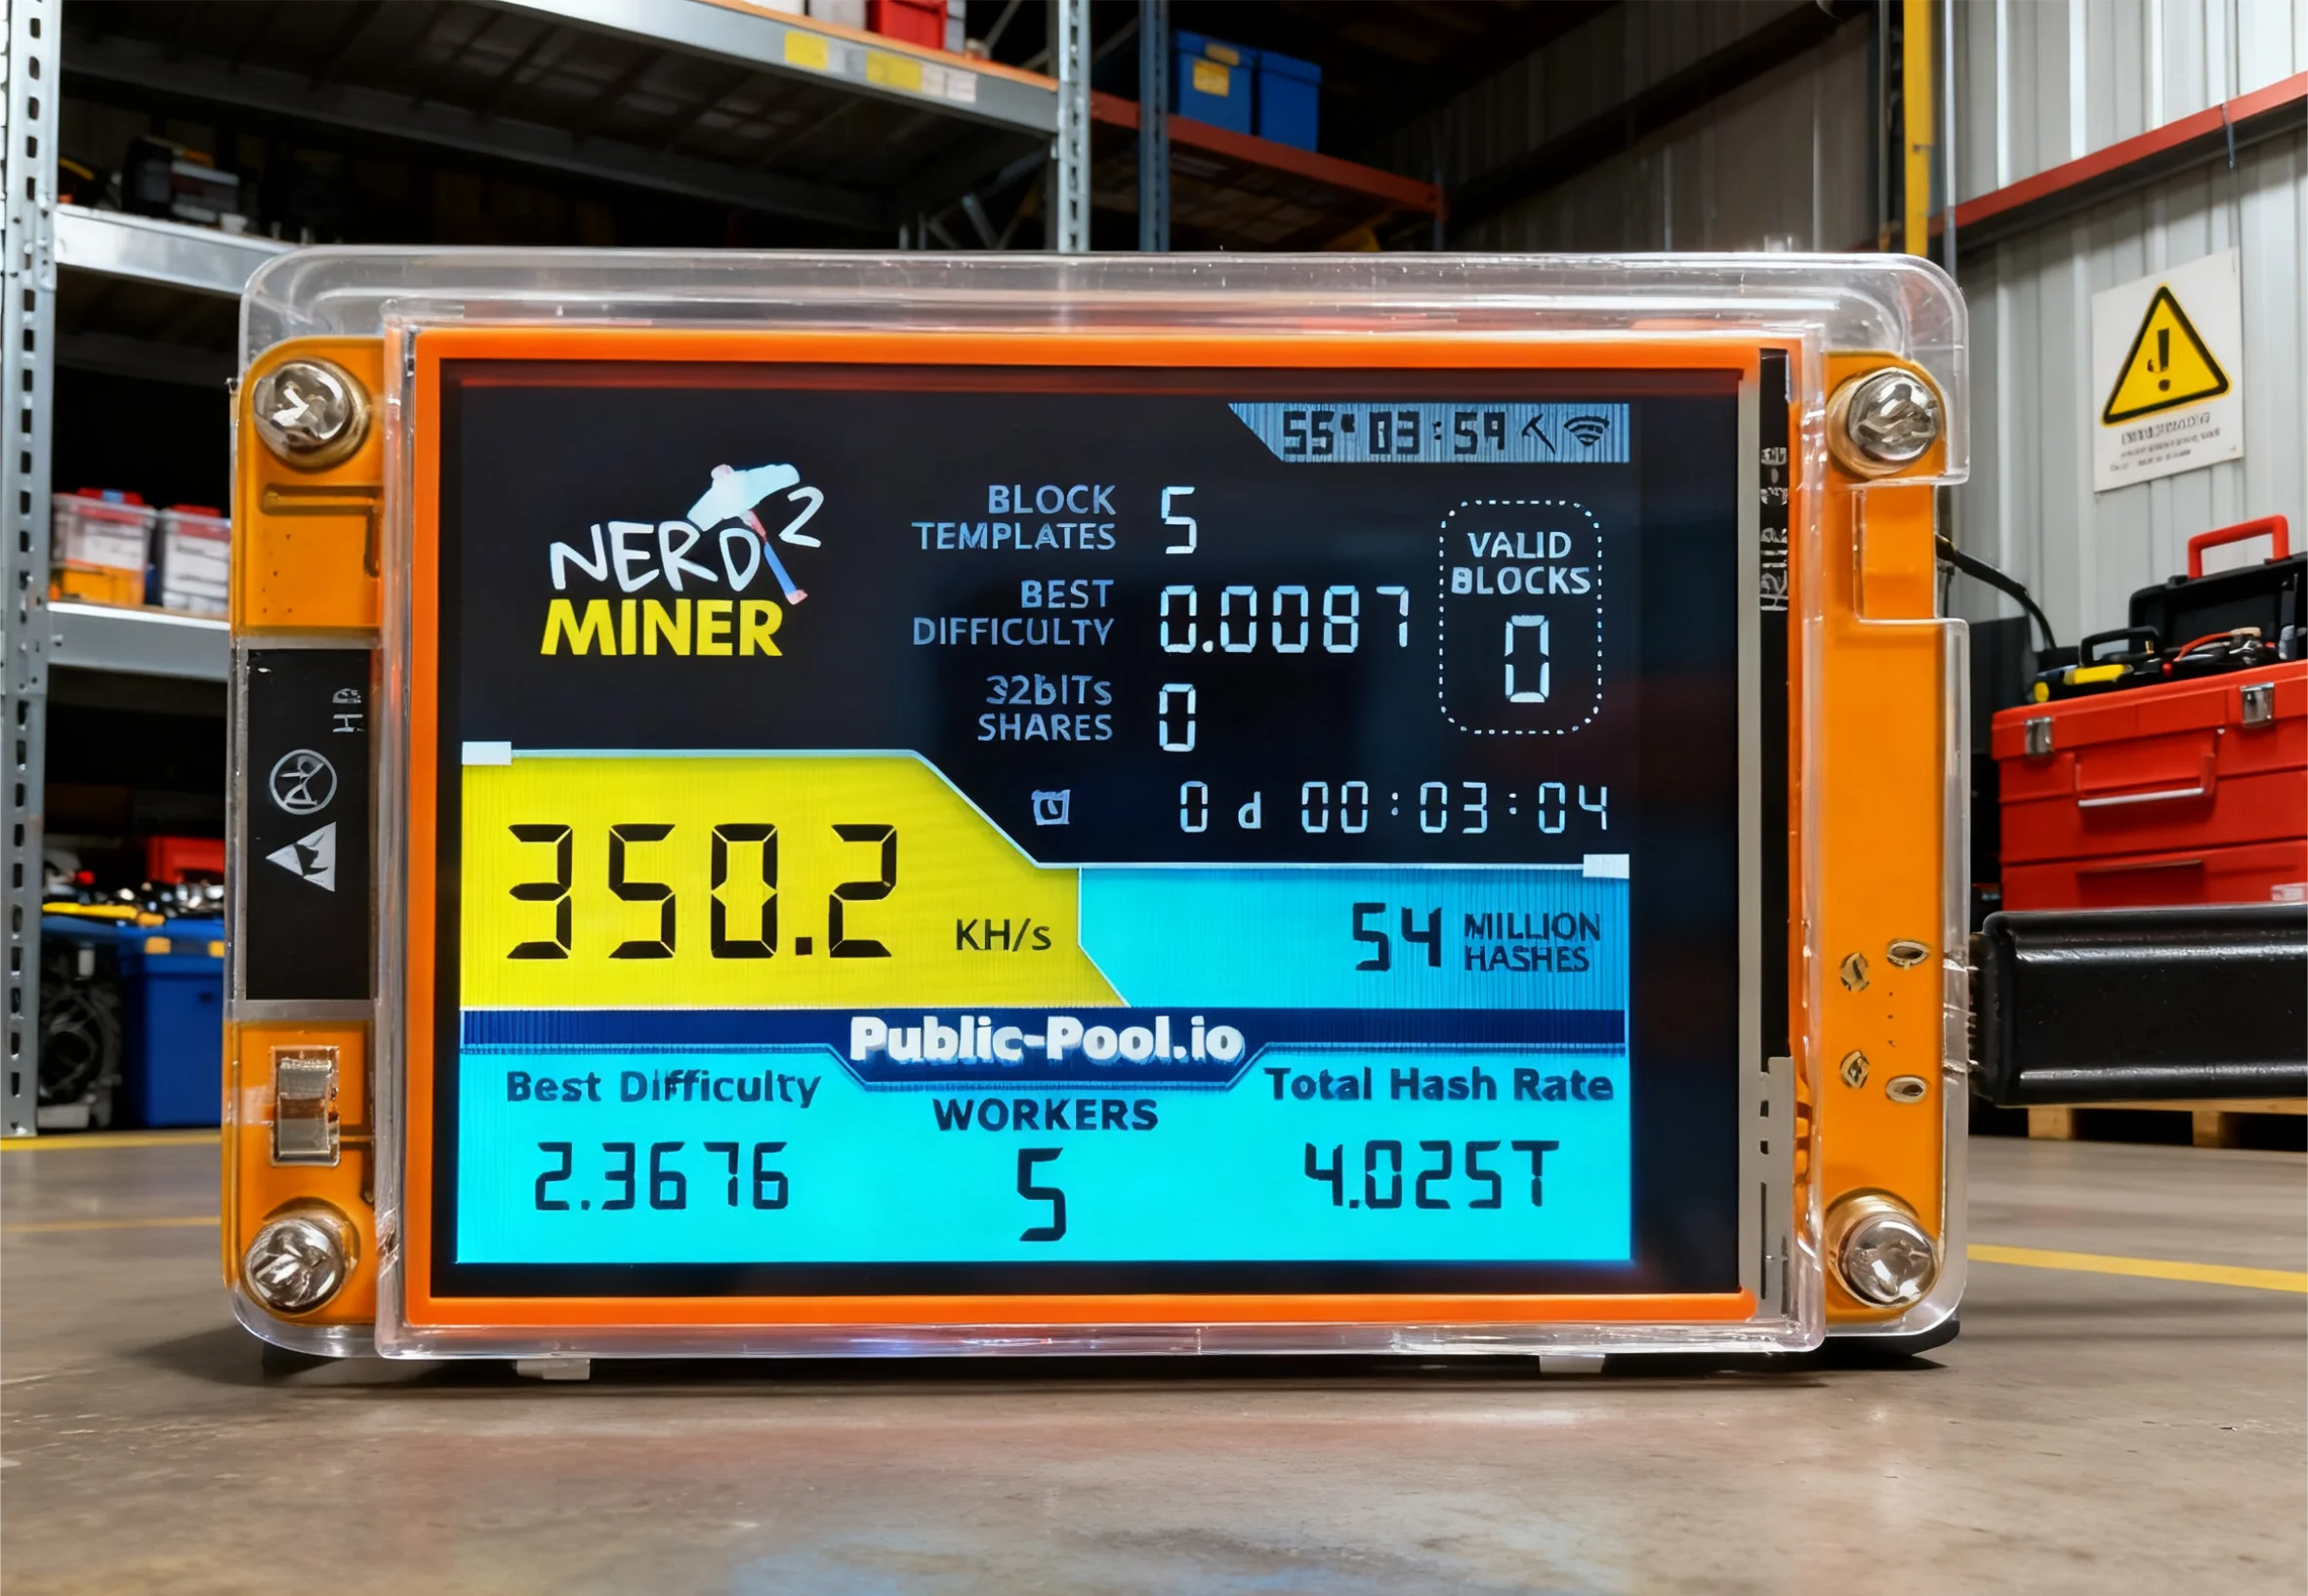 55° 03:59
NERD 2
MINER
BLOCK
TEMPLATES
5
BEST
DIFFICULTY
0.0087
32bITs
SHARES
0
VALID
BLOCKS
0
0 d 00:03:04
350.2 KH/s
54 MILLION
HASHES
Public-Pool.io
Best Difficulty
2.3676
WORKERS
5
Total Hash Rate
4.025T